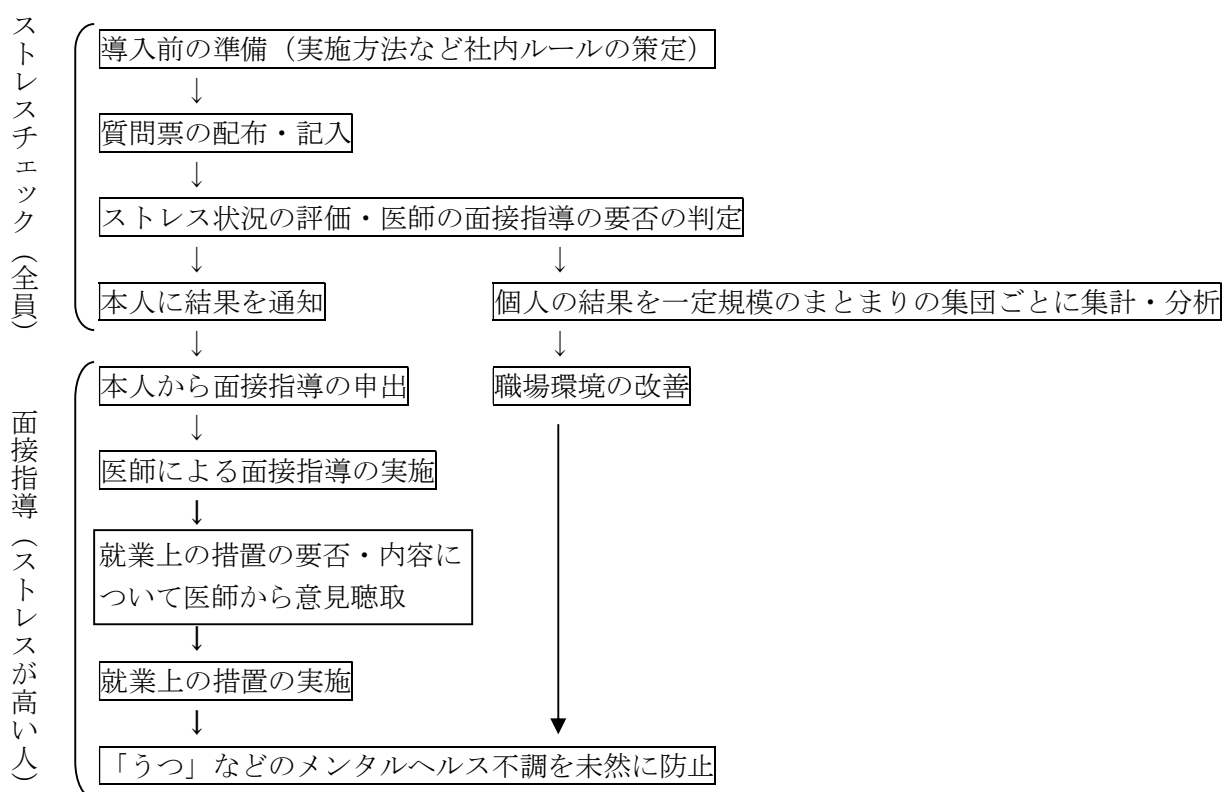 ストレスチェック（全員）
導入前の準備（実施方法など社内ルールの策定）
↓
質問票の配布・記入
↓
ストレス状況の評価・医師の面接指導の要否の判定
↓ ↓
本人に結果を通知 個人の結果を一定規模のまとまりの集団ごとに集計・分析
↓ ↓
面接指導（ストレスが高い人）
本人から面接指導の申出 職場環境の改善
↓
医師による面接指導の実施
↓
就業上の措置の要否・内容に
ついて医師から意見聴取
↓
就業上の措置の実施
↓
「うつ」などのメンタルヘルス不調を未然に防止